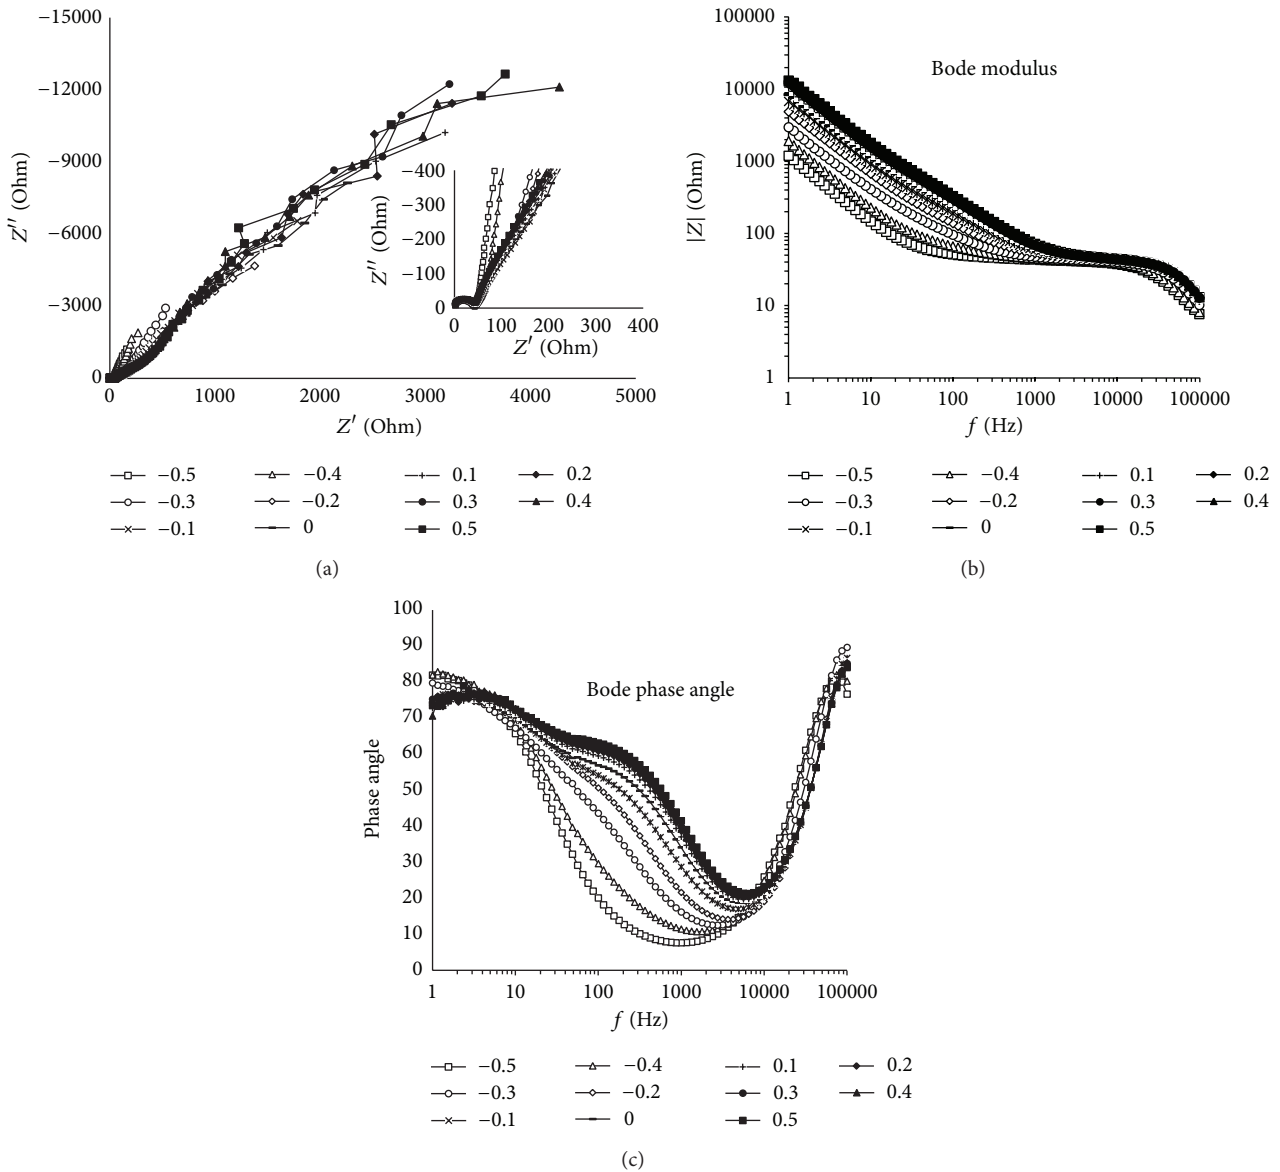 −15000
−12000
−9000
−6000
−3000
0
Z″ (Ohm)
0 1000 2000 3000 4000 5000
Z′ (Ohm)
−400
−300
−200
−100
0
Z″ (Ohm)
0 100 200 300 400
Z′ (Ohm)
−0.5 −0.4 0.1 0.2
−0.3 −0.2 0.3 0.4
−0.1 0 0.5
(a)
100000
10000
1000
100
10
1
|Z| (Ohm)
Bode modulus
1 10 100 1000 10000 100000
f (Hz)
−0.5 −0.4 0.1 0.2
−0.3 −0.2 0.3 0.4
−0.1 0 0.5
(b)
100
90
80
70
60
50
40
30
20
10
0
Phase angle
Bode phase angle
1 10 100 1000 10000 100000
f (Hz)
−0.5 −0.4 0.1 0.2
−0.3 −0.2 0.3 0.4
−0.1 0 0.5
(c)